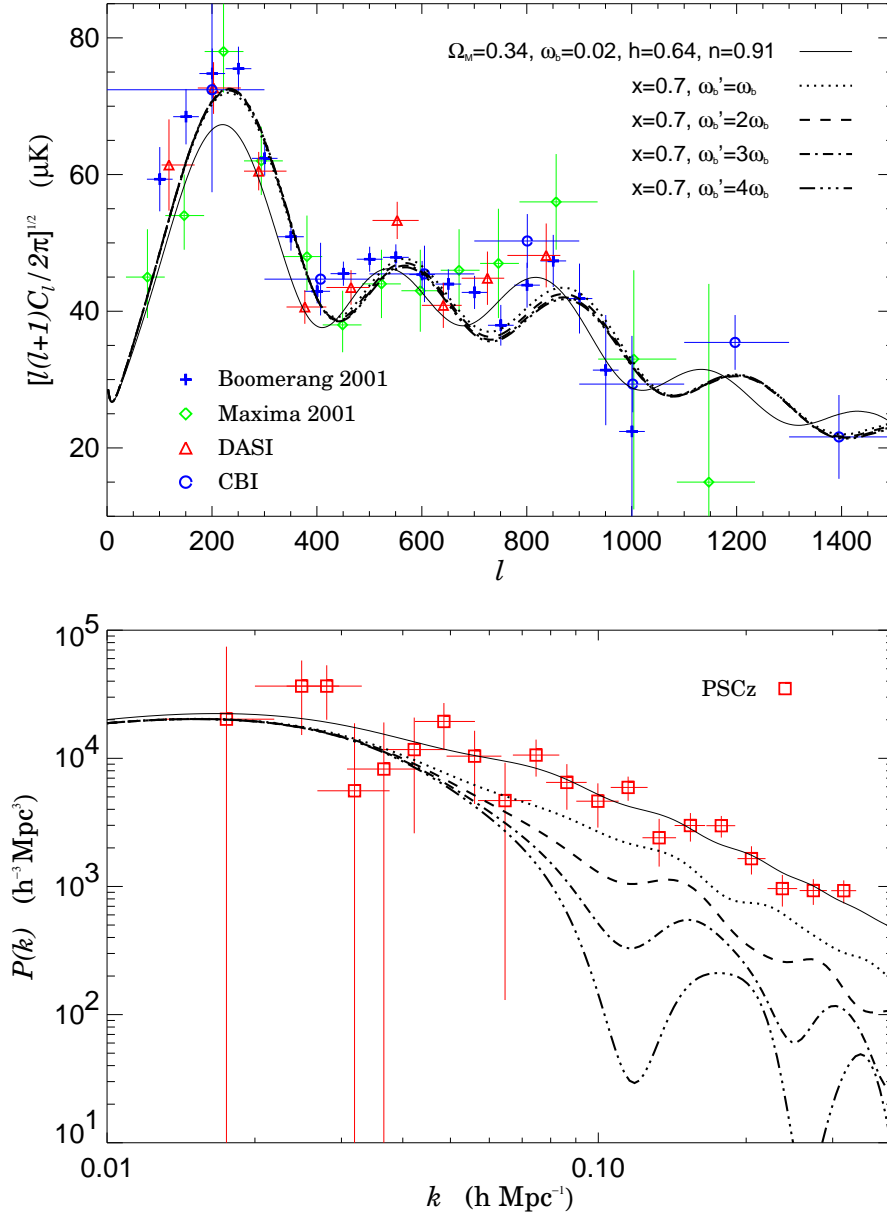 80
60
40
20
[l(l+1)C_l/2π]^{1/2} (μK)
Ω_M=0.34, ω_b=0.02, h=0.64, n=0.91
x=0.7, ω_b'=ω_b
x=0.7, ω_b'=2ω_b
x=0.7, ω_b'=3ω_b
x=0.7, ω_b'=4ω_b
Boomerang 2001
Maxima 2001
DASI
CBI
0 200 400 600 800 1000 1200 1400
l
10^5
10^4
10^3
10^2
10^1
P(k) (h^{-3} Mpc^3)
PSCz
0.01 0.10
k (h Mpc^{-1})